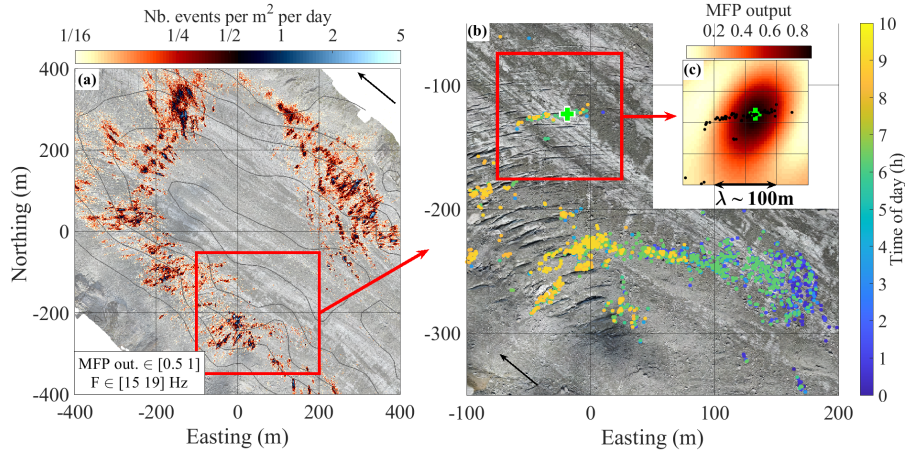 Nb. events per m² per day
1/16 1/4 1/2 1 2 5
(a)
400
200
0
-200
-400
Northing (m)
MFP out. ∈ [0.5 1]
F ∈ [15 19] Hz
-400 -200 0 200 400
Easting (m)
(b)
-100
-200
-300
-100 0 100 200
Easting (m)
MFP output
0.2 0.4 0.6 0.8
(c)
λ ~ 100m
10
9
8
7
6
5
4
3
2
1
0
Time of day (h)